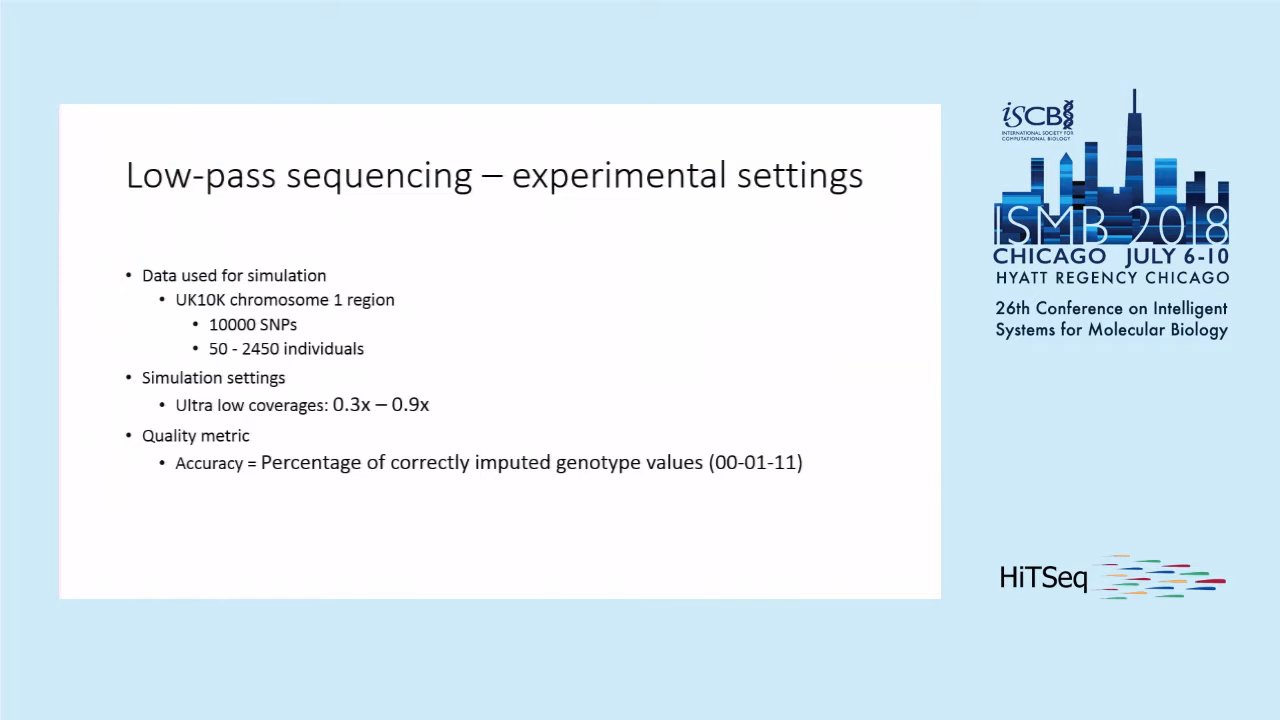 Low-pass sequencing – experimental settings
• Data used for simulation
• UK10K chromosome 1 region
• 10000 SNPs
• 50 - 2450 individuals
• Simulation settings
• Ultra low coverages: 0.3x – 0.9x
• Quality metric
• Accuracy = Percentage of correctly imputed genotype values (00-01-11)
iSCB
INTERNATIONAL SOCIETY FOR
COMPUTATIONAL BIOLOGY
ISMB 2018
CHICAGO JULY 6-10
HYATT REGENCY CHICAGO
26th Conference on Intelligent
Systems for Molecular Biology
HiTSeq